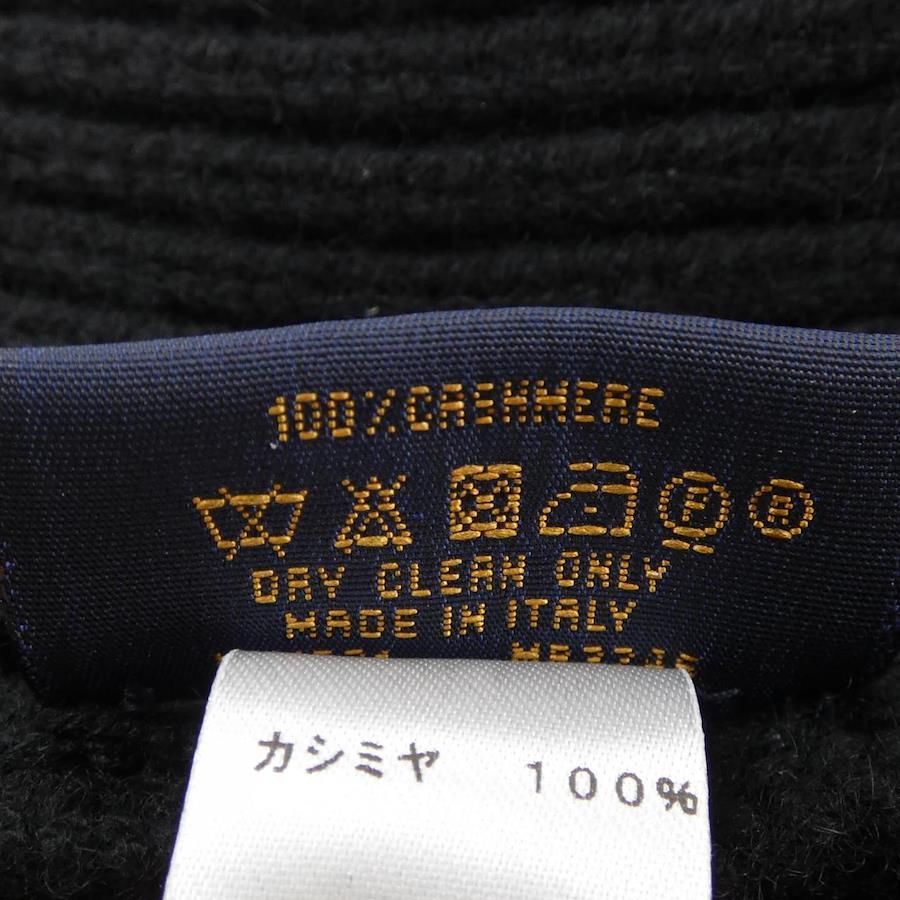 100%CASHMERE
P R
DRY CLEAN ONLY
MADE IN ITALY
カシミヤ 100%